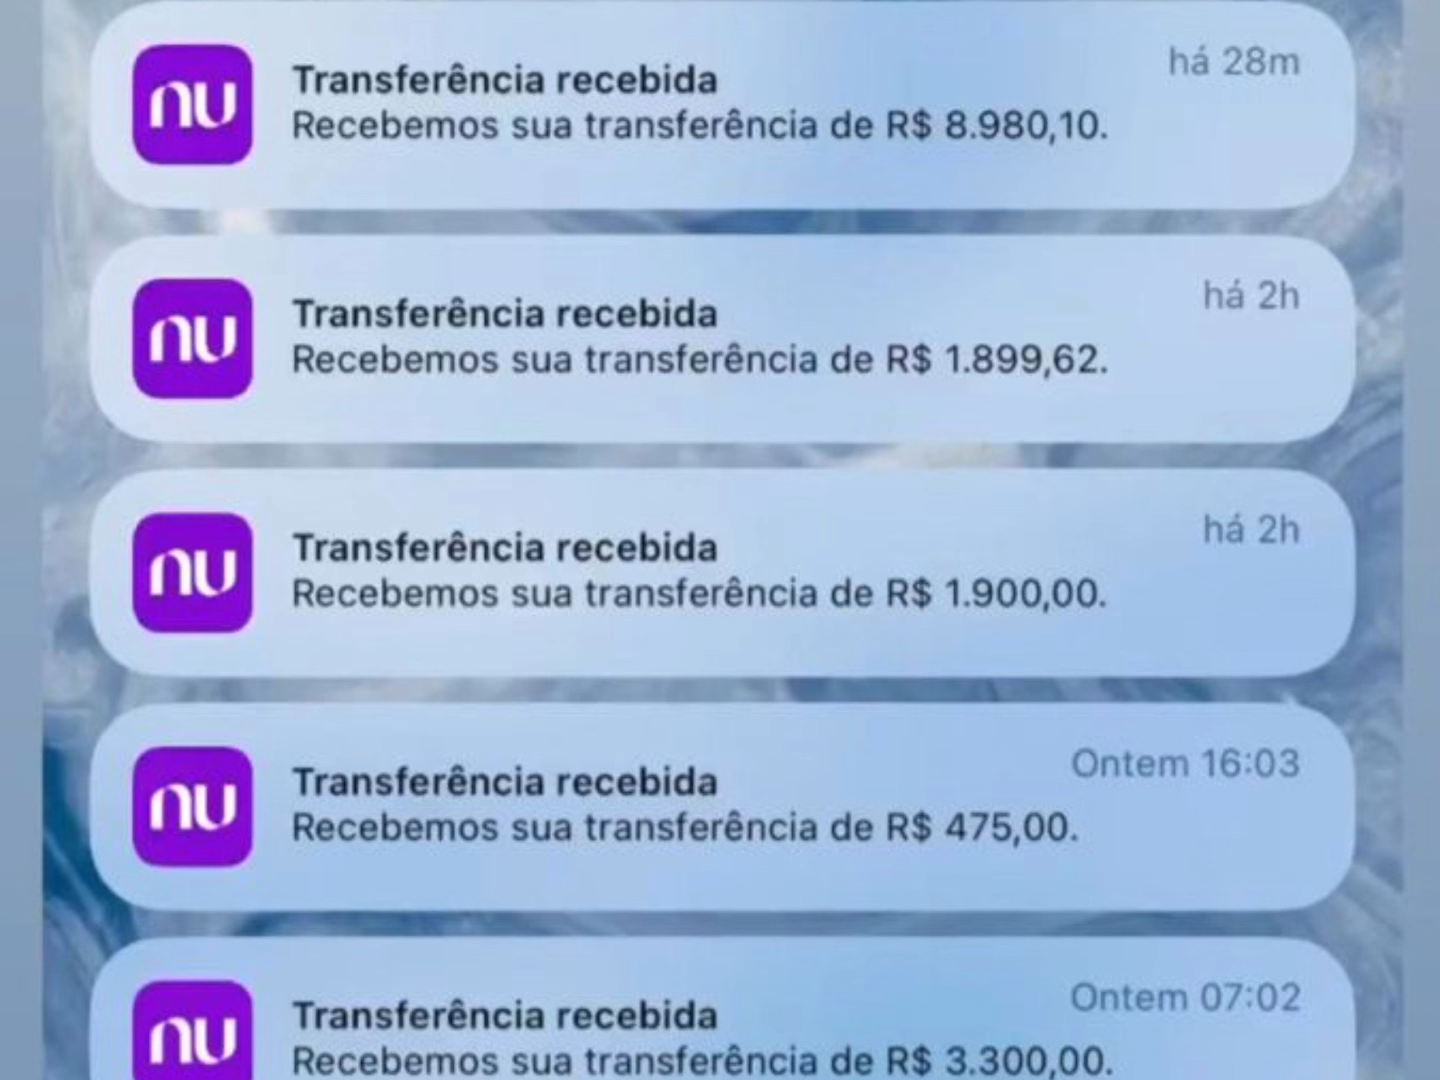 nu
Transferência recebida
há 28m
Recebemos sua transferência de R$ 8.980,10.
nu
Transferência recebida
há 2h
Recebemos sua transferência de R$ 1.899,62.
nu
Transferência recebida
há 2h
Recebemos sua transferência de R$ 1.900,00.
nu
Transferência recebida
Ontem 16:03
Recebemos sua transferência de R$ 475,00.
nu
Transferência recebida
Ontem 07:02
Recebemos sua transferência de R$ 3.300,00.